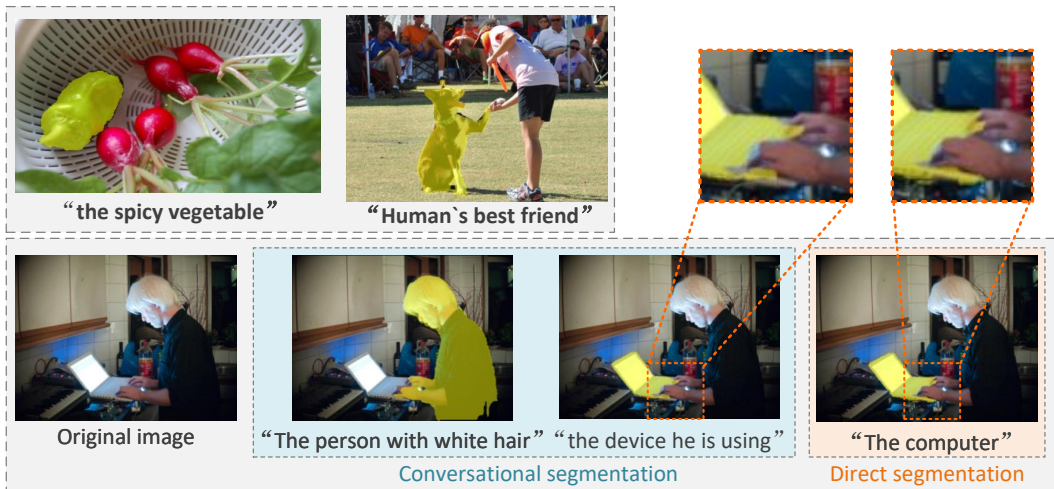 “the spicy vegetable”
“Human`s best friend”
Original image
“The person with white hair”
“the device he is using”
“The computer”
Conversational segmentation
Direct segmentation